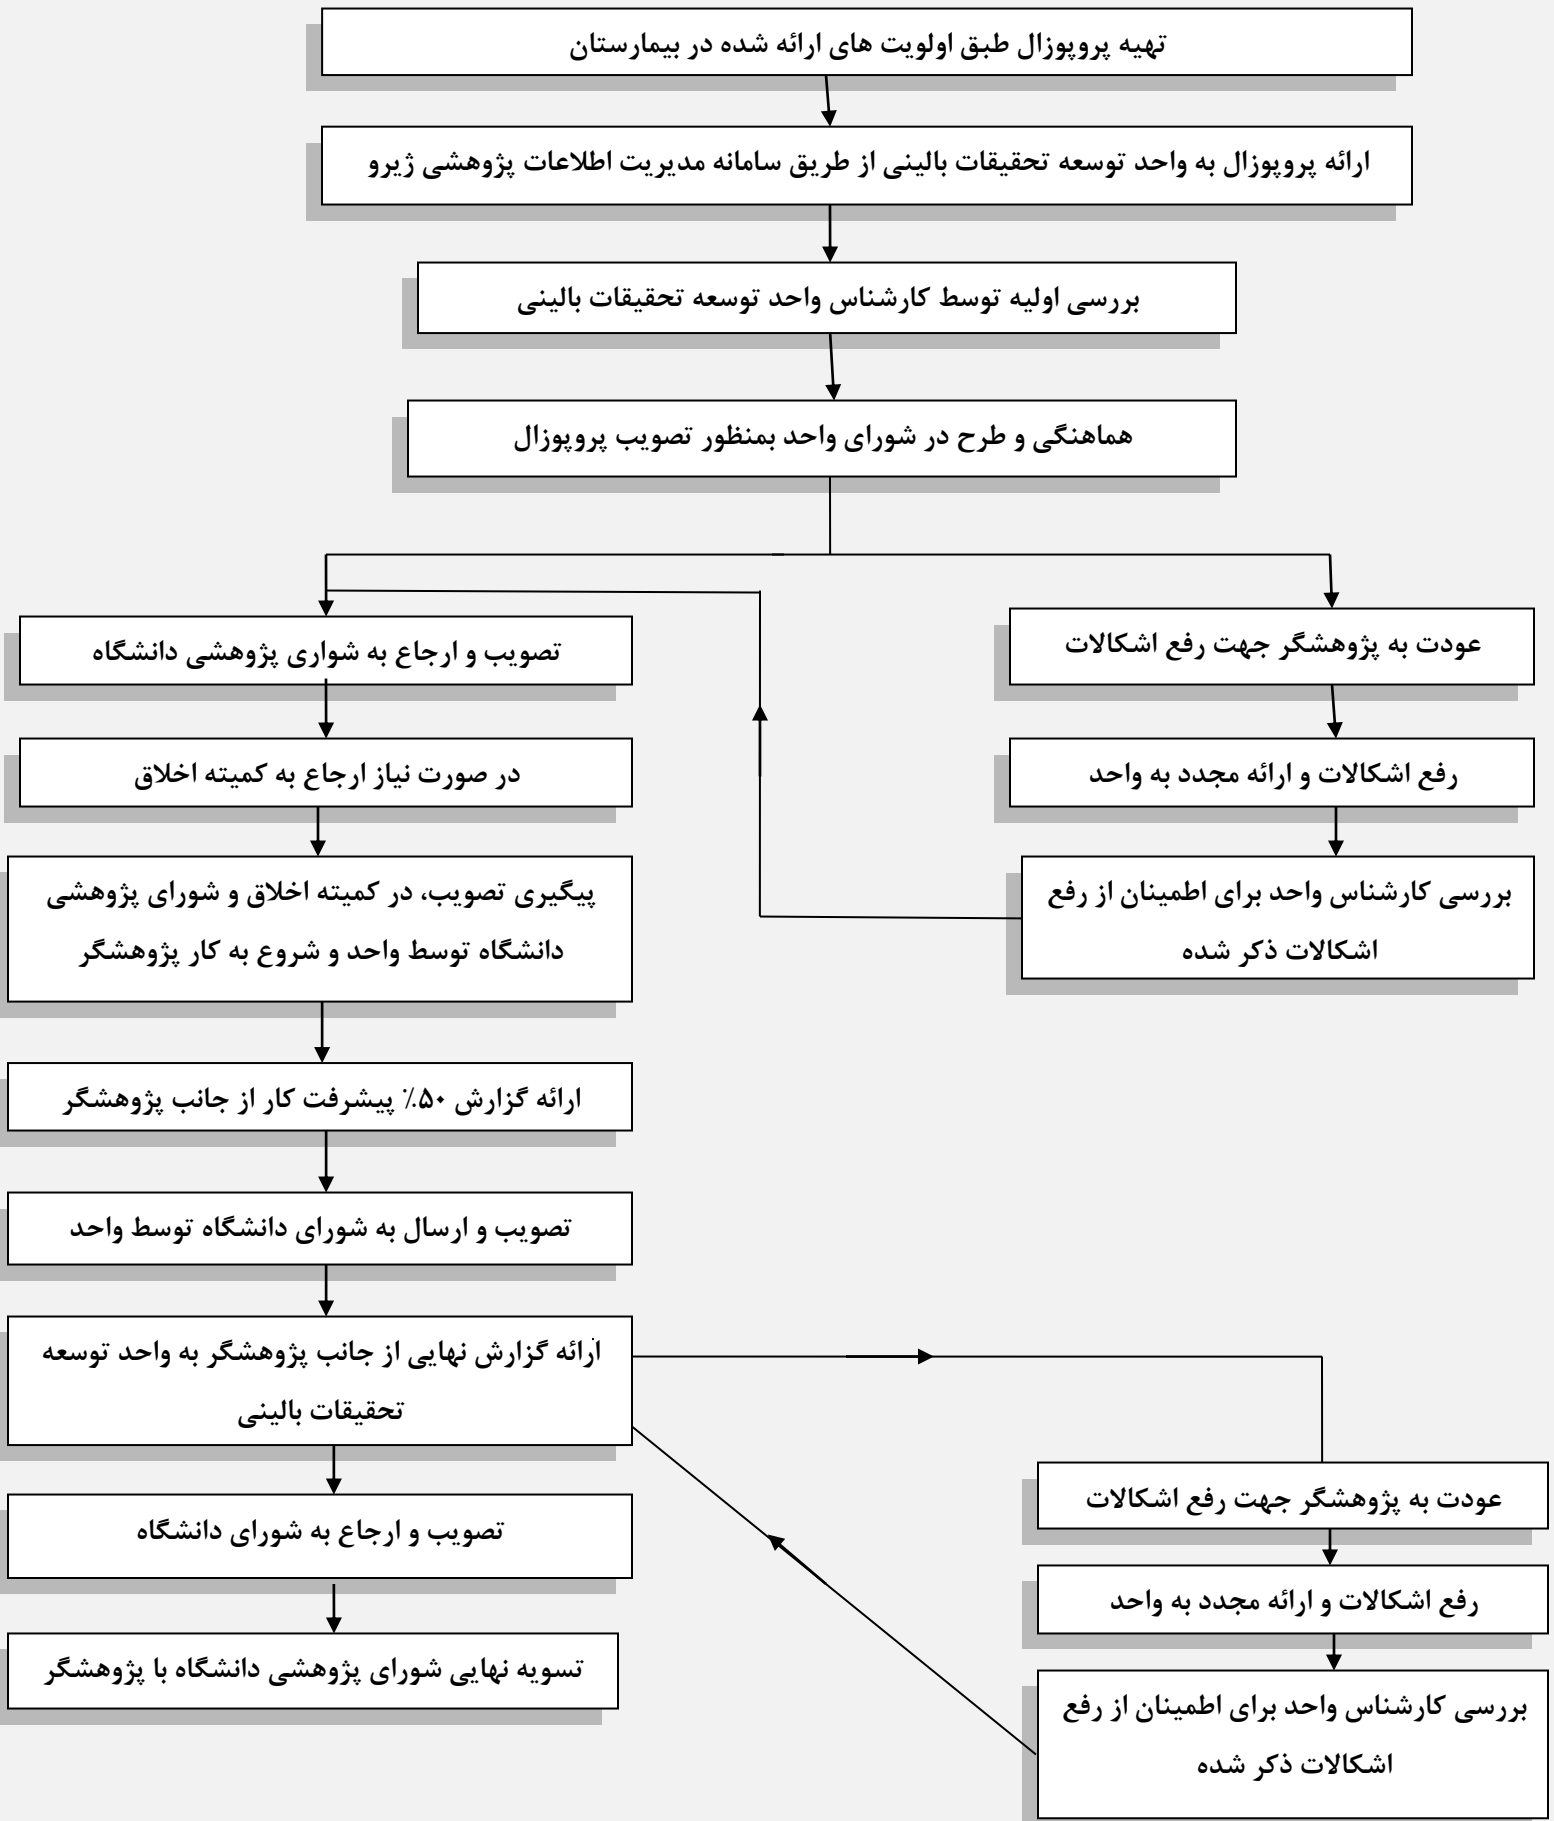 تهیه پروپوزال طبق اولویت های ارائه شده در بیمارستان
ارائه پروپوزال به واحد توسعه تحقیقات بالینی از طریق سامانه مدیریت اطلاعات پژوهشی ژیرو
بررسی اولیه توسط کارشناس واحد توسعه تحقیقات بالینی
هماهنگی و طرح در شورای واحد بمنظور تصویب پروپوزال
عودت به پژوهشگر جهت رفع اشکالات
رفع اشکالات و ارائه مجدد به واحد
بررسی کارشناس واحد برای اطمینان از رفع
اشکالات ذکر شده
تصویب و ارجاع به شواری پژوهشی دانشگاه
در صورت نیاز ارجاع به کمیته اخلاق
پیگیری تصویب، در کمیته اخلاق و شورای پژوهشی
دانشگاه توسط واحد و شروع به کار پژوهشگر
ارائه گزارش ۵۰٪ پیشرفت کار از جانب پژوهشگر
تصویب و ارسال به شورای دانشگاه توسط واحد
ارائه گزارش نهایی از جانب پژوهشگر به واحد توسعه
تحقیقات بالینی
عودت به پژوهشگر جهت رفع اشکالات
رفع اشکالات و ارائه مجدد به واحد
بررسی کارشناس واحد برای اطمینان از رفع
اشکالات ذکر شده
تصویب و ارجاع به شورای دانشگاه
تسویه نهایی شورای پژوهشی دانشگاه با پژوهشگر